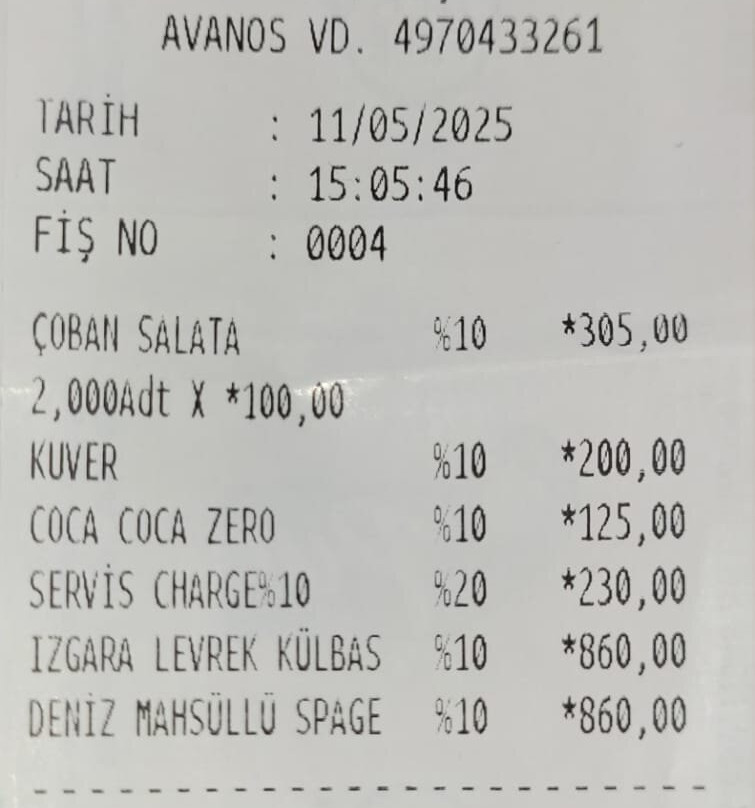 AVANOS VD. 4970433261
TARİH : 11/05/2025
SAAT : 15:05:46
FİŞ NO : 0004
ÇOBAN SALATA %10 *305,00
2,000Adt X *100,00
KUVER %10 *200,00
COCA COCA ZERO %10 *125,00
SERVİS CHARGE%10 %20 *230,00
IZGARA LEVREK KÜLBAS %10 *860,00
DENİZ MAHSÜLLÜ SPAGE %10 *860,00